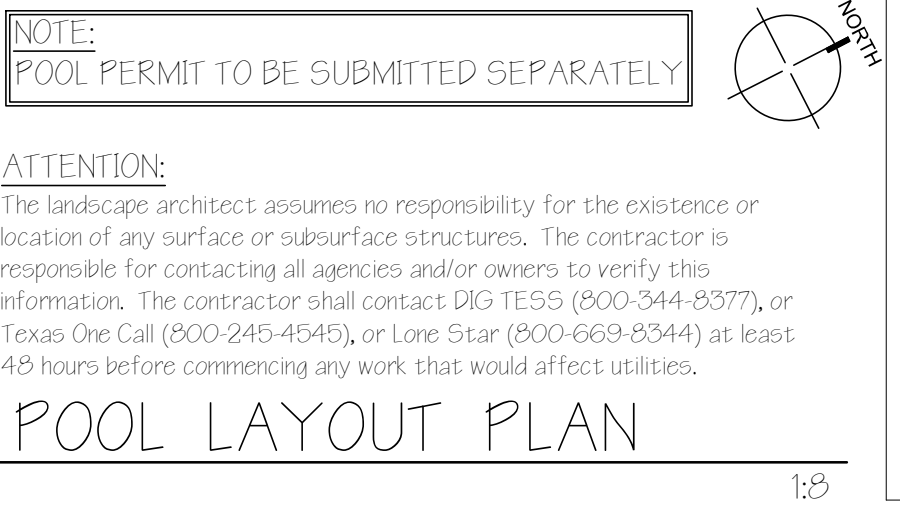 NOTE:
POOL PERMIT TO BE SUBMITTED SEPARATELY
NORTH
ATTENTION:
The landscape architect assumes no responsibility for the existence or
location of any surface or subsurface structures. The contractor is
responsible for contacting all agencies and/or owners to verify this
information. The contractor shall contact DIG TESS (800-344-8377), or
Texas One Call (800-245-4545), or Lone Star (800-669-8344) at least
48 hours before commencing any work that would affect utilities.
POOL LAYOUT PLAN
1:8